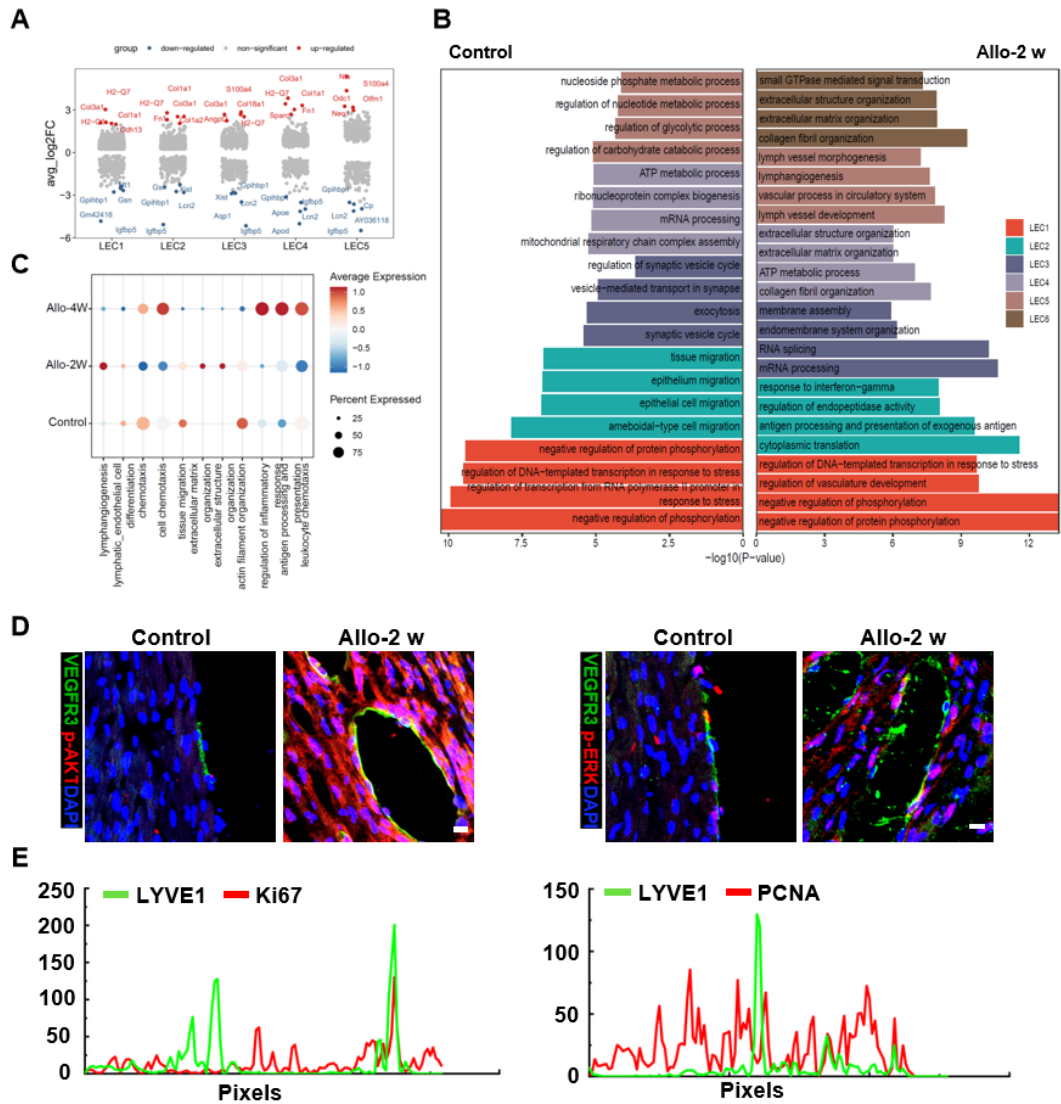 A
group down-regulated non-significant up-regulated
avg_log2FC
3
0
−3
−6
Col3a1
H2-Q7
Col1a1
H2-Q7
Col1a1
Col3a1
Fn1
Col1a2
S100a4
Col3a1
Col18a1
H2-Q7
Col3a1
Col1a1
Fn1
S100a4
Olfm1
Odc1
Gpihbp1
Gsn
Gm42418
Gpihbp1
Lcn2
Igfbp5
Xist
Gpihbp1
Lcn2
Aqp1
Igfbp5
Apoe
Lcn2
Apod
Gpihbp1
Cp
AY036118
Igfbp5
LEC1 LEC2 LEC3 LEC4 LEC5
B
Control
Allo-2 w
nucleoside phosphate metabolic process
regulation of nucleotide metabolic process
regulation of glycolytic process
regulation of carbohydrate catabolic process
ATP metabolic process
ribonucleoprotein complex biogenesis
mRNA processing
mitochondrial respiratory chain complex assembly
regulation of synaptic vesicle cycle
vesicle-mediated transport in synapse
exocytosis
synaptic vesicle cycle
tissue migration
epithelium migration
epithelial cell migration
ameboidal-type cell migration
negative regulation of protein phosphorylation
regulation of DNA-templated transcription in response to stress
regulation of transcription from RNA polymerase II promoter in
response to stress
negative regulation of phosphorylation
10 7.5 5.0 2.5 0.0
small GTPase mediated signal transduction
extracellular structure organization
extracellular matrix organization
collagen fibril organization
lymph vessel morphogenesis
lymphangiogenesis
vascular process in circulatory system
lymph vessel development
extracellular structure organization
extracellular matrix organization
ATP metabolic process
collagen fibril organization
membrane assembly
endomembrane system organization
RNA splicing
mRNA processing
response to interferon-gamma
regulation of endopeptidase activity
antigen processing and presentation of exogenous antigen
cytoplasmic translation
regulation of DNA-templated transcription in response to stress
regulation of vasculature development
negative regulation of phosphorylation
negative regulation of protein phosphorylation
0 3 6 9 12
−log10(P-value)
LEC1
LEC2
LEC3
LEC4
LEC5
LEC6
C
Allo-4W
Allo-2W
Control
Average Expression
1.0
0.5
0.0
−0.5
−1.0
Percent Expressed
25
50
75
lymphangiogenesis
lymphatic_endothelial cell
differentiation
chemotaxis
cell chemotaxis
tissue migration
extracellular matrix
organization
extracellular structure
organization
actin filament organization
regulation of inflamatory
response
antigen processing and
presentation
leukocyte chemotaxis
D
Control Allo-2 w
VEGFR3 p-AKTDAPI
Control Allo-2 w
VEGFR3 p-ERKDAPI
E
LYVE1 Ki67
250
200
150
100
50
0
Pixels
LYVE1 PCNA
150
100
50
0
Pixels